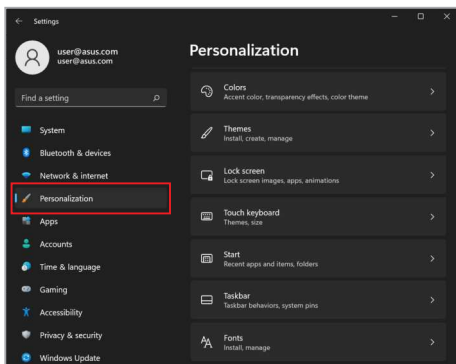 Settings
user@asus.com
user@asus.com
Find a setting
System
Bluetooth & devices
Network & internet
Personalization
Apps
Accounts
Time & language
Gaming
Accessibility
Privacy & security
Windows Update
Personalization
Colors
Accent color, transparency effects, color theme
Themes
Install, create, manage
Lock screen
Lock screen images, apps, animations
Touch keyboard
Themes, size
Start
Recent apps and items, folders
Taskbar
Taskbar behaviors, system pins
Fonts
Install, manage